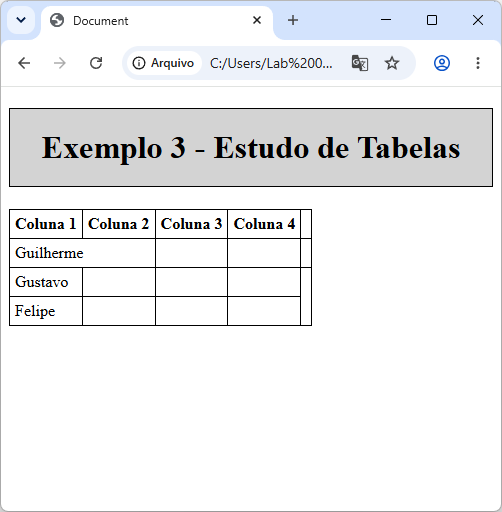 Document
Arquivo C:/Users/Lab%200...
Exemplo 3 - Estudo de Tabelas
Coluna 1 Coluna 2 Coluna 3 Coluna 4
Guilherme
Gustavo
Felipe